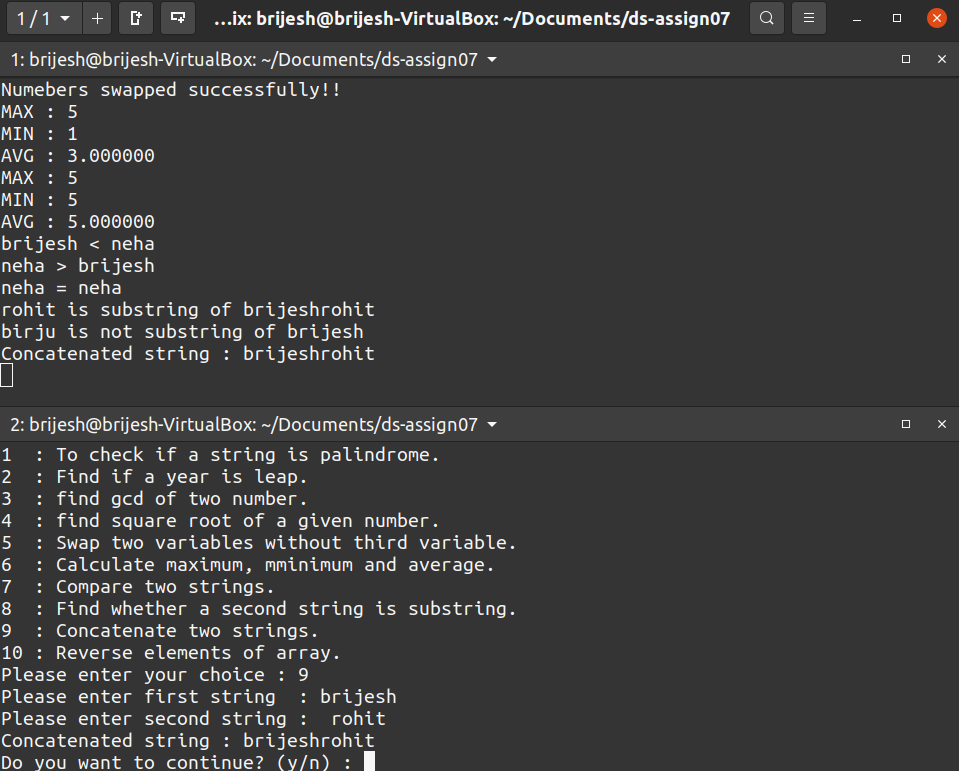 1 / 1
...ix: brijesh@brijesh-VirtualBox: ~/Documents/ds-assign07
1: brijesh@brijesh-VirtualBox: ~/Documents/ds-assign07
Numebers swapped successfully!!
MAX : 5
MIN : 1
AVG : 3.000000
MAX : 5
MIN : 5
AVG : 5.000000
brijesh < neha
neha > brijesh
neha = neha
rohit is substring of brijeshrohit
birju is not substring of brijesh
Concatenated string : brijeshrohit
2: brijesh@brijesh-VirtualBox: ~/Documents/ds-assign07
1  : To check if a string is palindrome.
2  : Find if a year is leap.
3  : find gcd of two number.
4  : find square root of a given number.
5  : Swap two variables without third variable.
6  : Calculate maximum, mminimum and average.
7  : Compare two strings.
8  : Find whether a second string is substring.
9  : Concatenate two strings.
10 : Reverse elements of array.
Please enter your choice : 9
Please enter first string  : brijesh
Please enter second string :  rohit
Concatenated string : brijeshrohit
Do you want to continue? (y/n) :